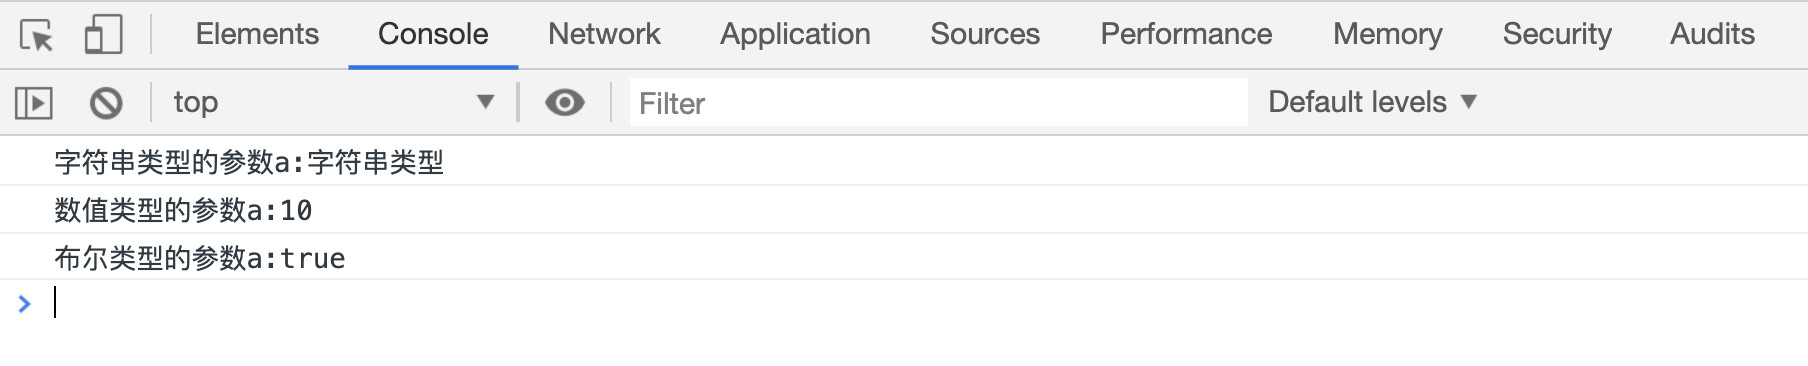 Elements Console Network Application Sources Performance Memory Security Audits
top Filter Default levels
字符串类型的参数a:字符串类型
数值类型的参数a:10
布尔类型的参数a:true